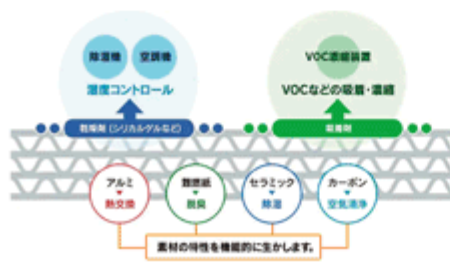 除湿機
空調機
湿度コントロール
乾燥剤（シリカルゲルなど）
VOC濃縮装置
VOCなどの吸着・濃縮
吸着剤
アルミ
熱交換
難燃紙
脱臭
セラミック
除湿
カーボン
空気清浄
素材の特性を機能的に生かします。